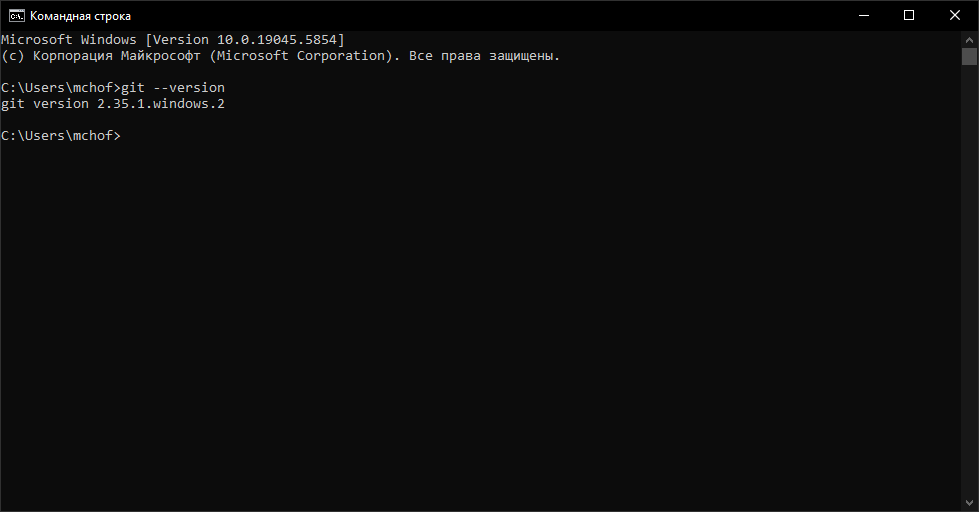 Командная строка
Microsoft Windows [Version 10.0.19045.5854]
(c) Корпорация Майкрософт (Microsoft Corporation). Все права защищены.
C:\Users\mchof>git --version
git version 2.35.1.windows.2
C:\Users\mchof>